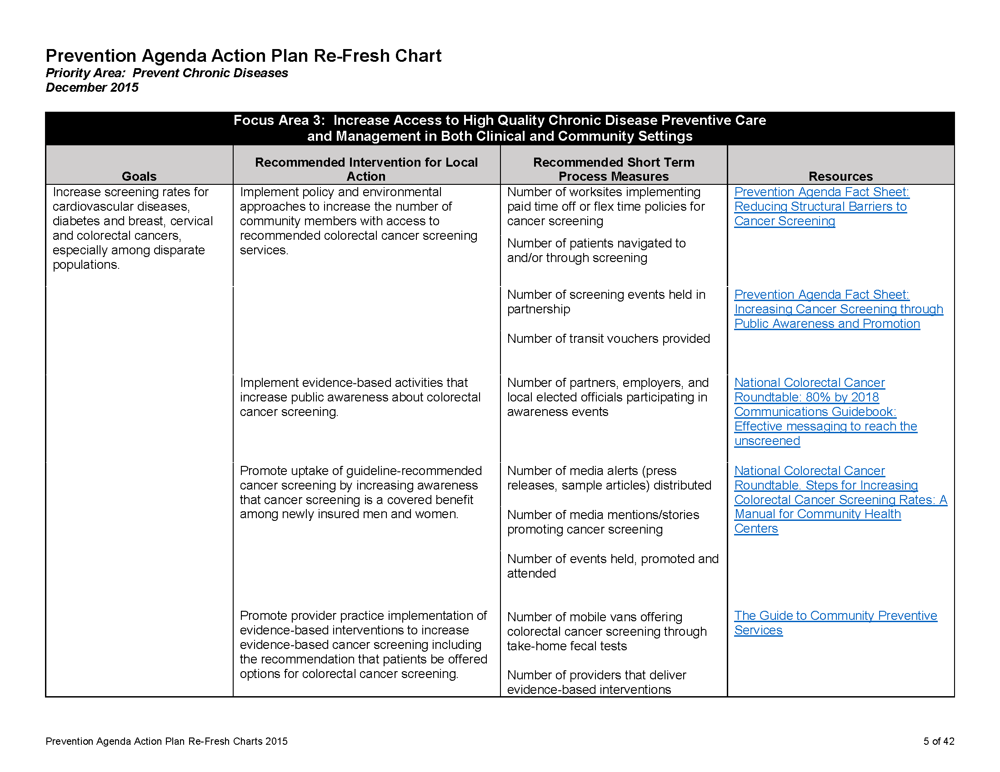 Prevention Agenda Action Plan Re-Fresh Chart
Priority Area:  Prevent Chronic Diseases
December 2015
Focus Area 3:  Increase Access to High Quality Chronic Disease Preventive Care
and Management in Both Clinical and Community Settings
Goals
Recommended Intervention for Local
Action
Recommended Short Term
Process Measures
Resources
Increase screening rates for
cardiovascular diseases,
diabetes and breast, cervical
and colorectal cancers,
especially among disparate
populations.
Implement policy and environmental
approaches to increase the number of
community members with access to
recommended colorectal cancer screening
services.
Number of worksites implementing
paid time off or flex time policies for
cancer screening
Number of patients navigated to
and/or through screening
Prevention Agenda Fact Sheet:
Reducing Structural Barriers to
Cancer Screening
Number of screening events held in
partnership
Number of transit vouchers provided
Prevention Agenda Fact Sheet:
Increasing Cancer Screening through
Public Awareness and Promotion
Implement evidence-based activities that
increase public awareness about colorectal
cancer screening.
Number of partners, employers, and
local elected officials participating in
awareness events
National Colorectal Cancer
Roundtable: 80% by 2018
Communications Guidebook:
Effective messaging to reach the
unscreened
Promote uptake of guideline-recommended
cancer screening by increasing awareness
that cancer screening is a covered benefit
among newly insured men and women.
Number of media alerts (press
releases, sample articles) distributed
Number of media mentions/stories
promoting cancer screening
Number of events held, promoted and
attended
National Colorectal Cancer
Roundtable. Steps for Increasing
Colorectal Cancer Screening Rates: A
Manual for Community Health
Centers
Promote provider practice implementation of
evidence-based interventions to increase
evidence-based cancer screening including
the recommendation that patients be offered
options for colorectal cancer screening.
Number of mobile vans offering
colorectal cancer screening through
take-home fecal tests
Number of providers that deliver
evidence-based interventions
The Guide to Community Preventive
Services
Prevention Agenda Action Plan Re-Fresh Charts 2015
5 of 42